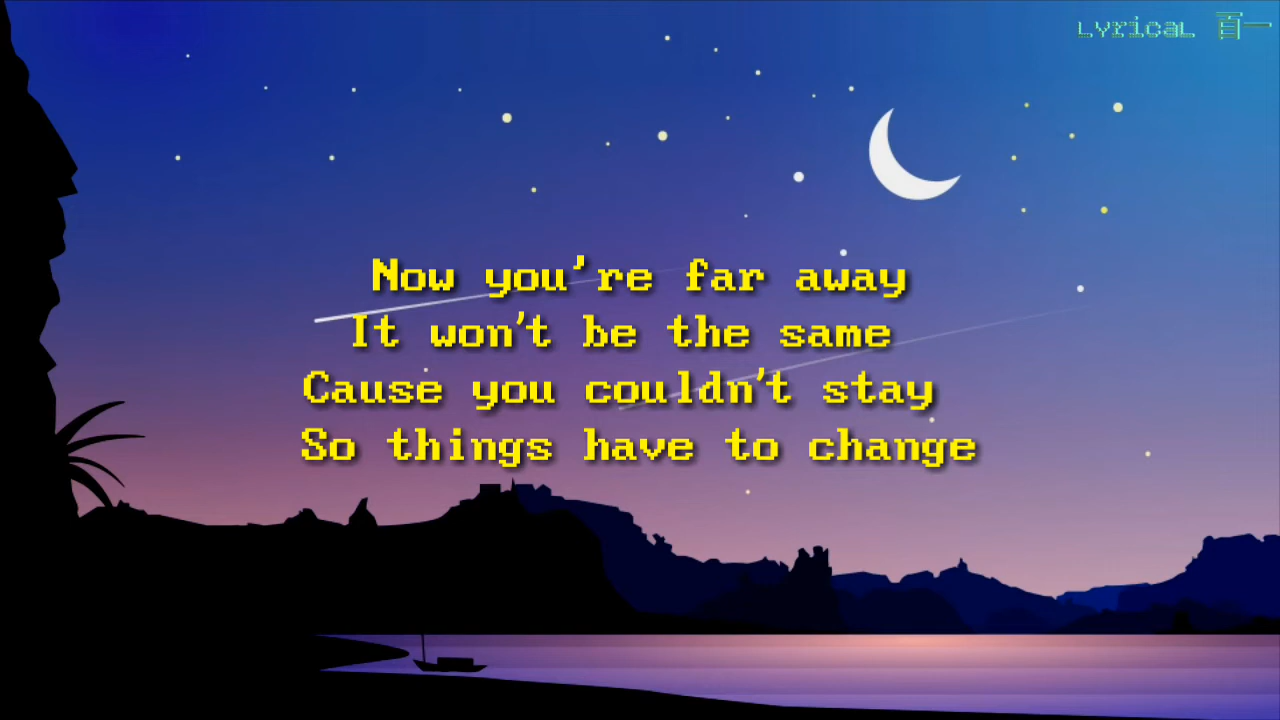 Lyrical 百一
Now you're far away
It won't be the same
Cause you couldn't stay
So things have to change